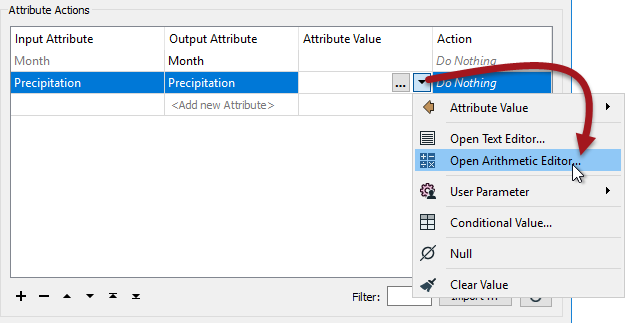 Attribute Actions
Input Attribute Output Attribute Attribute Value Action
Month Month Do Nothing
Precipitation Precipitation ... Do Nothing
<Add new Attribute>
Attribute Value
Open Text Editor...
Open Arithmetic Editor...
User Parameter
Conditional Value...
Null
Clear Value
Filter: